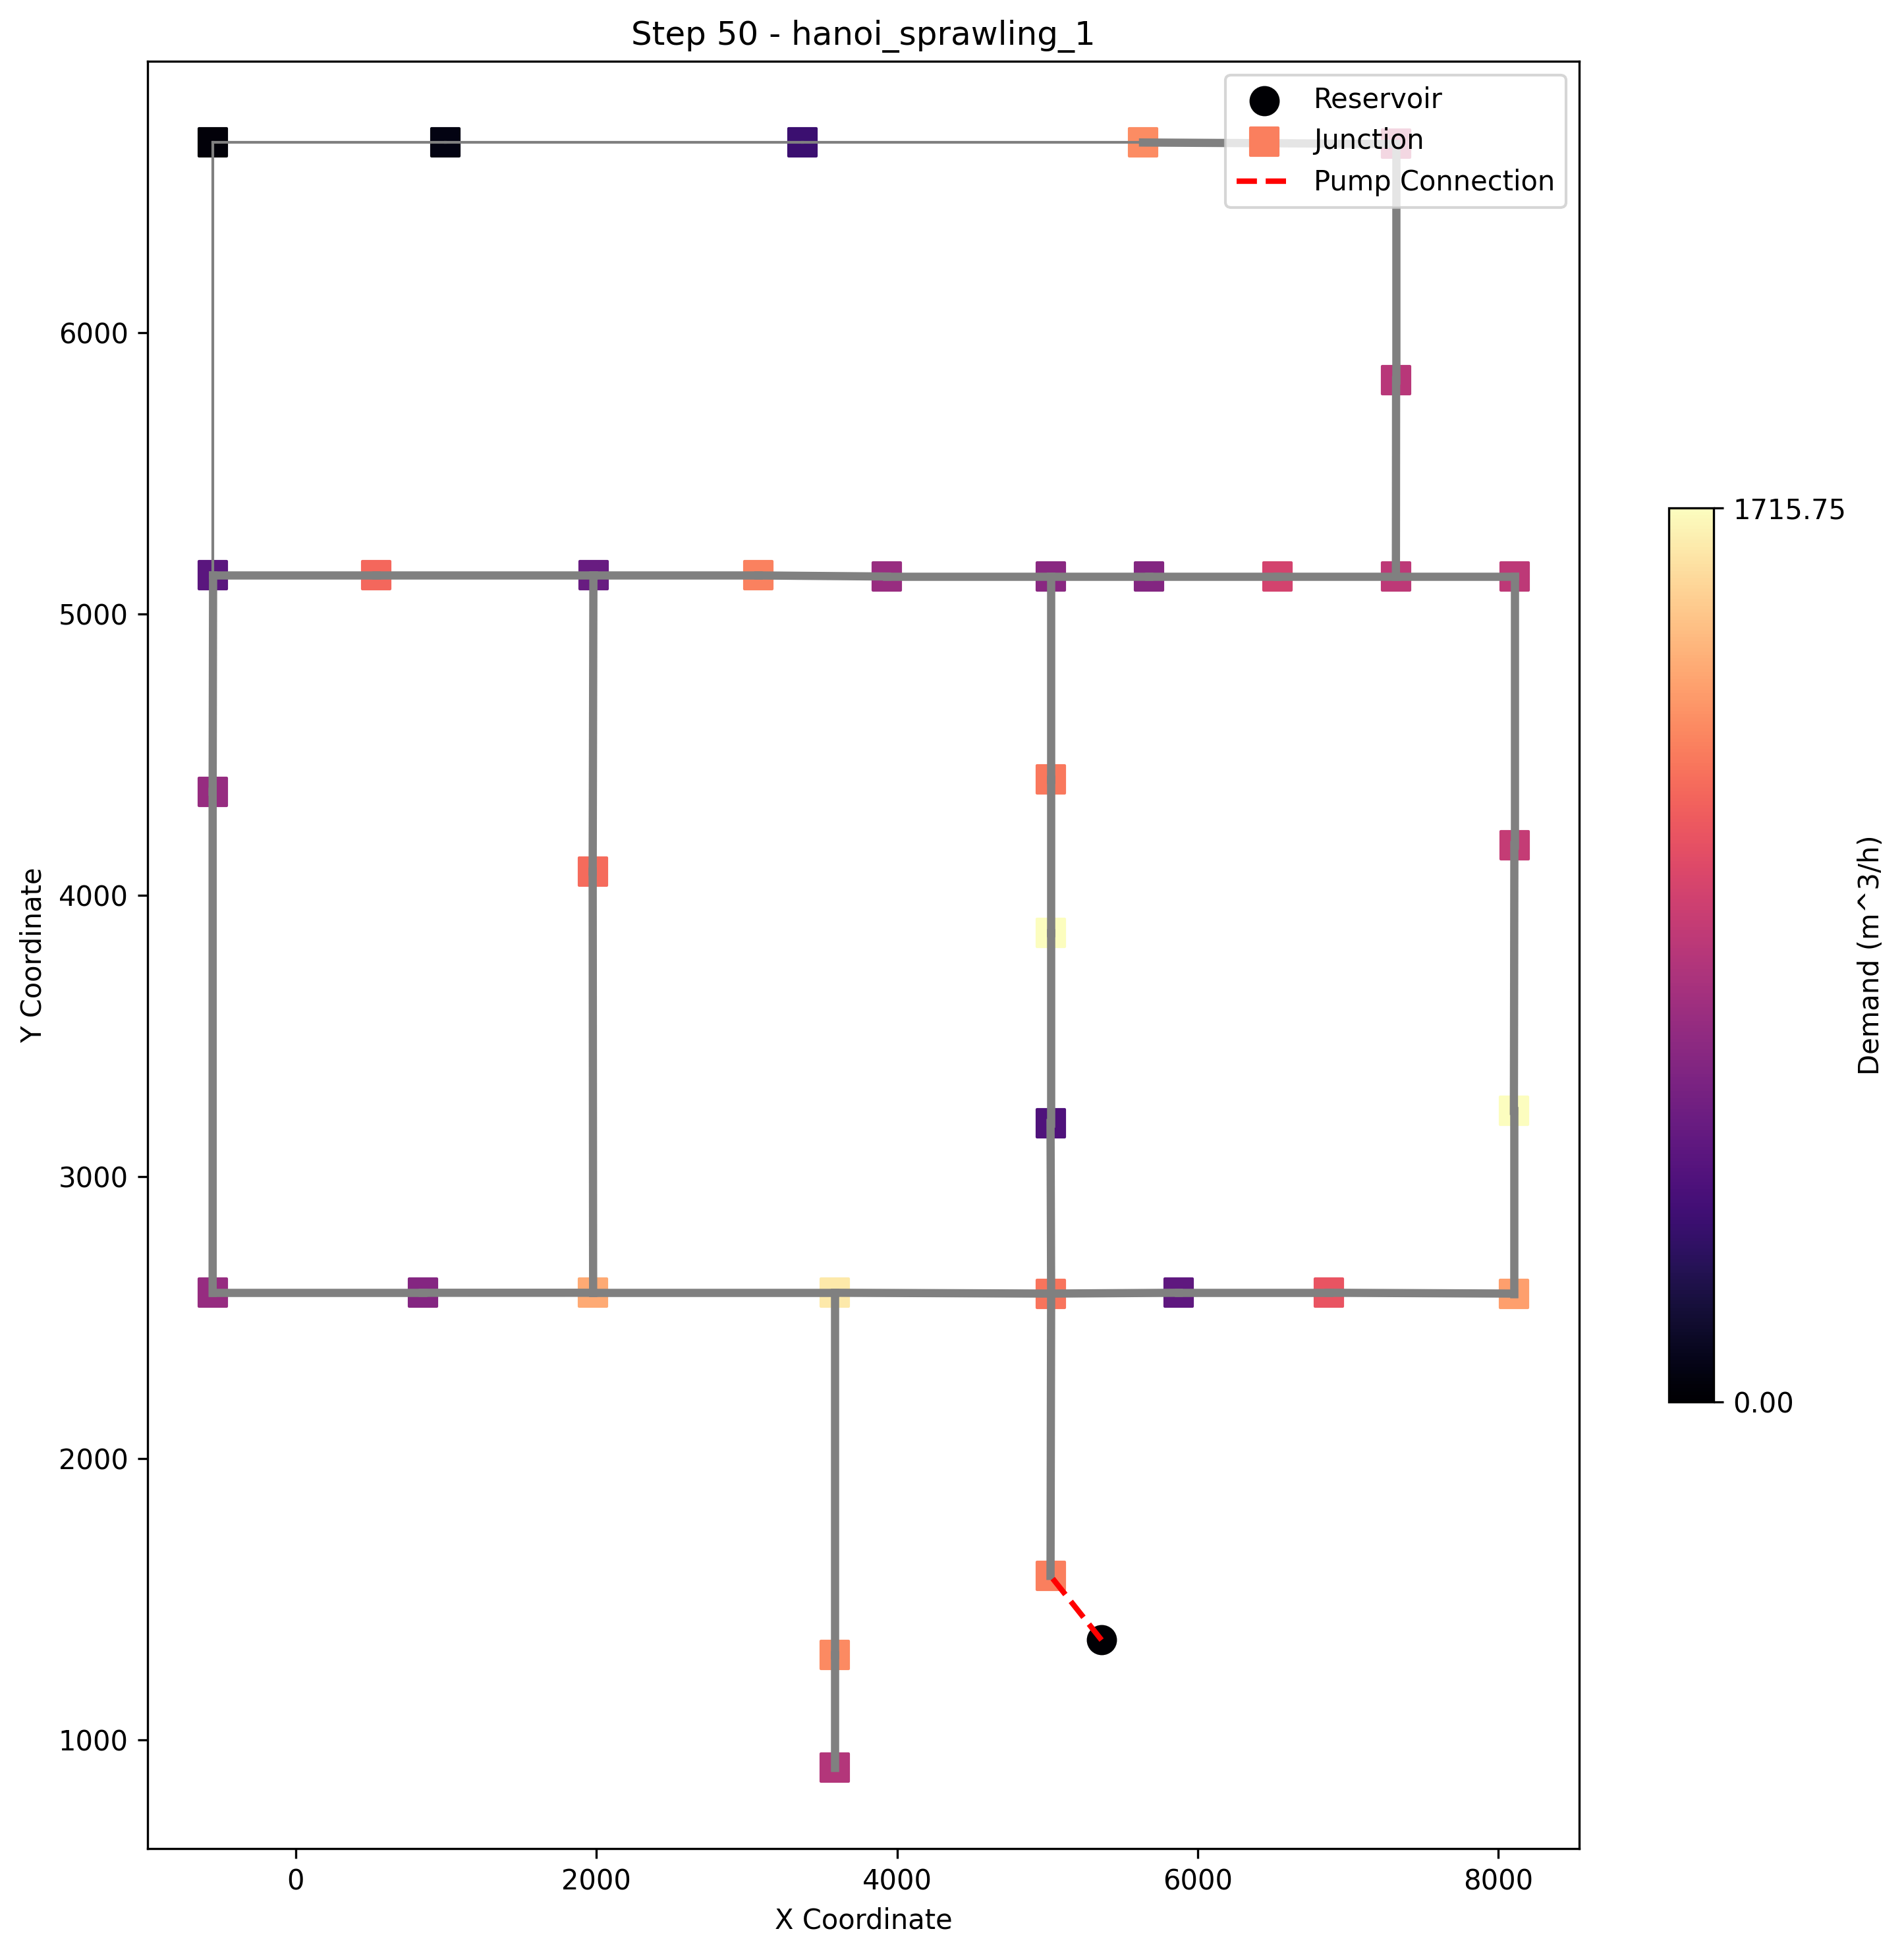 Step 50 - hanoi_sprawling_1
Reservoir
Junction
Pump Connection
6000
5000
4000
3000
2000
1000
Y Coordinate
0
2000
4000
6000
8000
X Coordinate
1715.75
0.00
Demand (m^3/h)